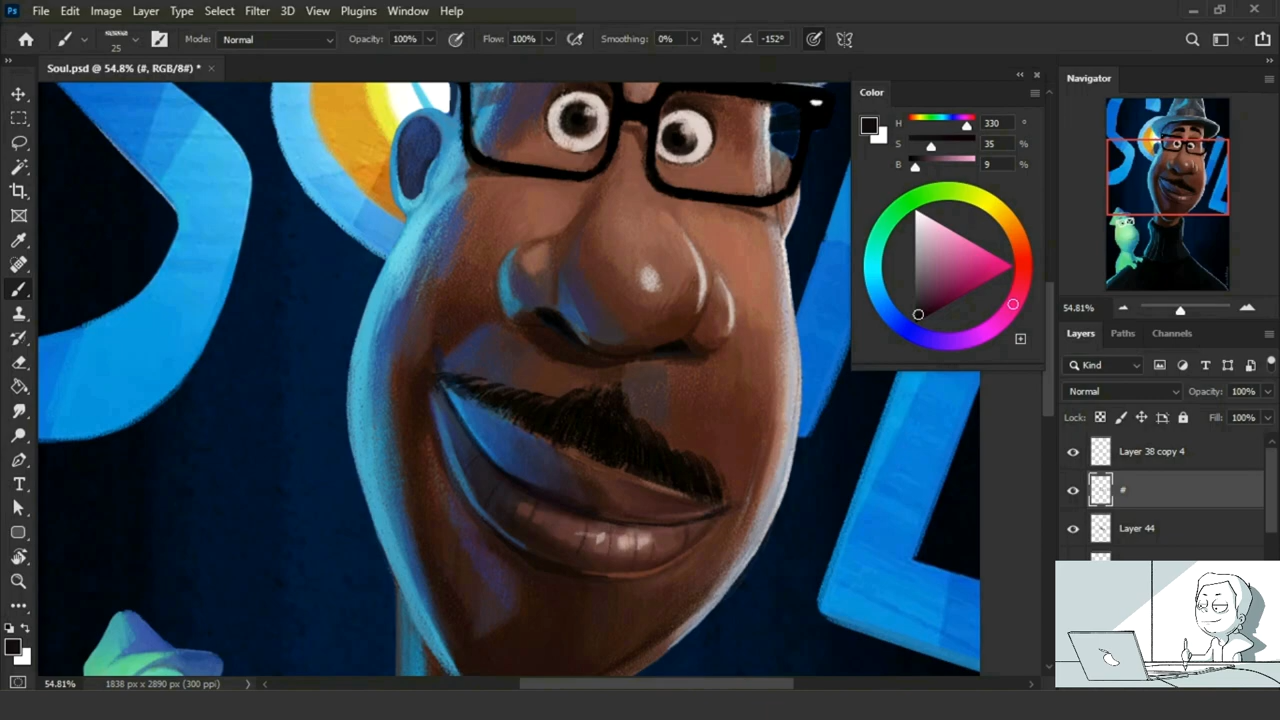 Ps File Edit Image Layer Type Select Filter 3D View Plugins Window Help
25 Mode: Normal Opacity: 100% Flow: 100% Smoothing: 0% -152°
Soul.psd @ 54.8% (#, RGB/8#) * ×
Color
H 330 °
S 35 %
B 9 %
Navigator
54.81%
Layers Paths Channels
Kind
Normal Opacity: 100%
Lock: Fill: 100%
Layer 38 copy 4
#
Layer 44
54.81% 1838 px x 2890 px (300 ppi)